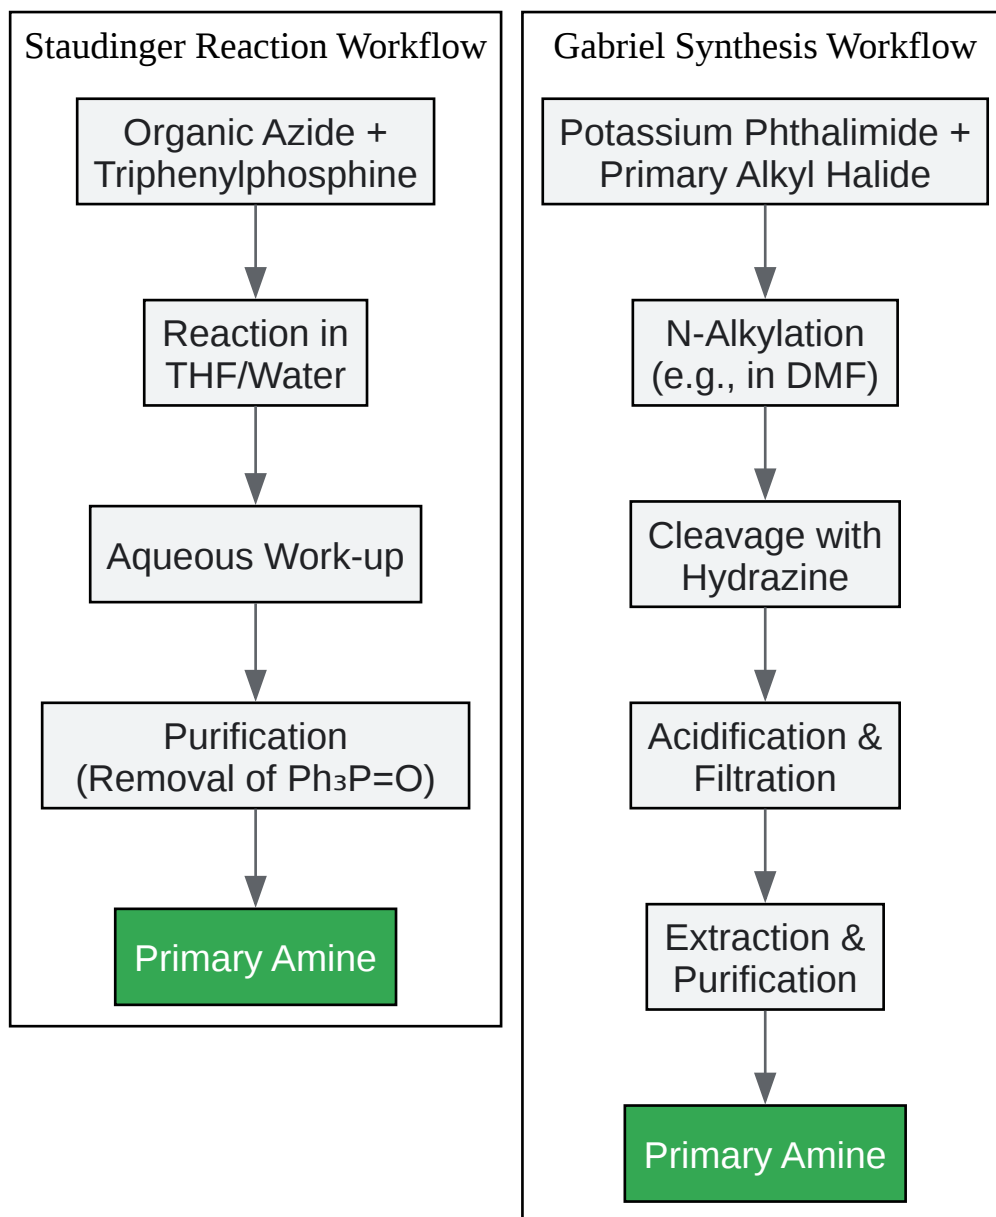 Staudinger Reaction Workflow
Organic Azide +
Triphenylphosphine
Reaction in
THF/Water
Aqueous Work-up
Purification
(Removal of Ph₃P=O)
Primary Amine
Gabriel Synthesis Workflow
Potassium Phthalimide +
Primary Alkyl Halide
N-Alkylation
(e.g., in DMF)
Cleavage with
Hydrazine
Acidification &
Filtration
Extraction &
Purification
Primary Amine